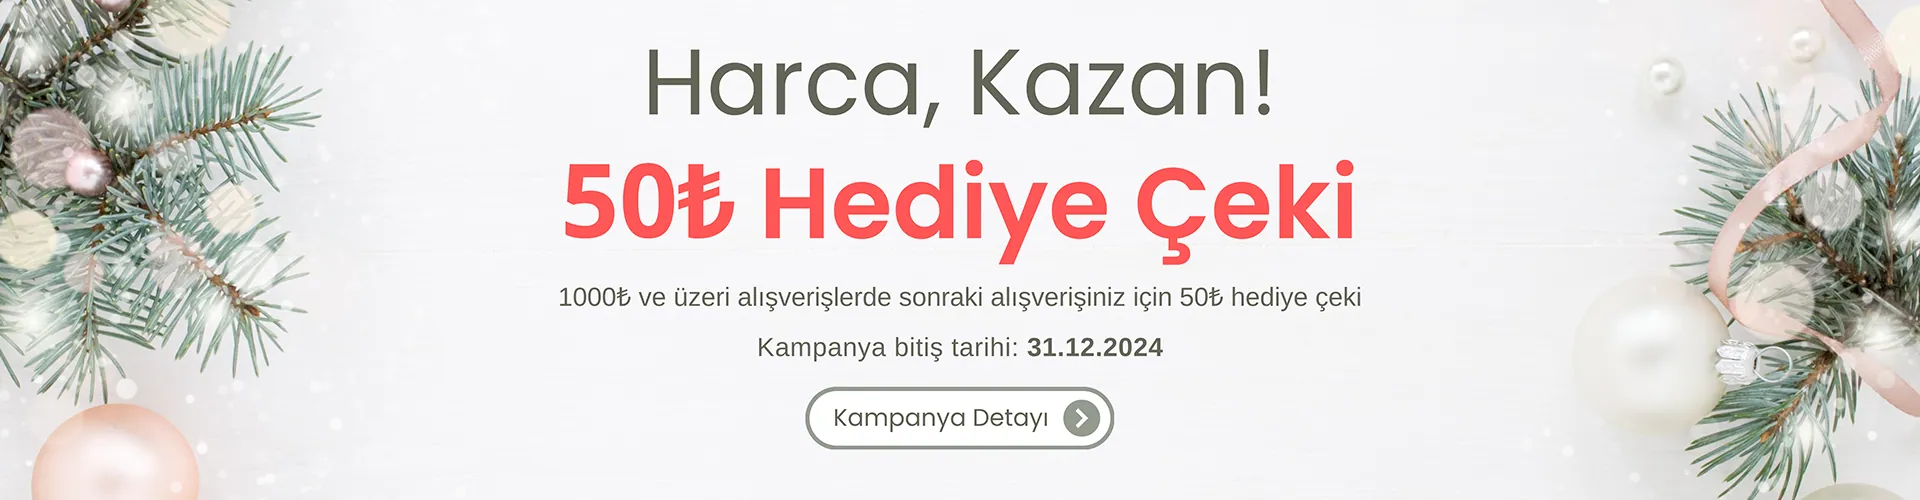 Harca, Kazan!
50₺ Hediye Çeki
1000₺ ve üzeri alışverişlerde sonraki alışverişiniz için 50₺ hediye çeki
Kampanya bitiş tarihi: 31.12.2024
Kampanya Detayı